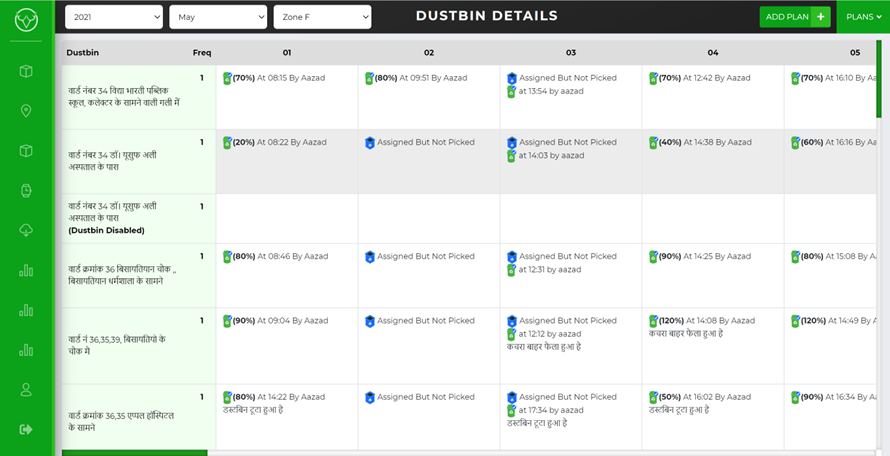 2021 May Zone F DUSTBIN DETAILS ADD PLAN + PLANS
Dustbin Freq 01 02 03 04 05
वार्ड नंबर 34 विद्या भारती पब्लिक
स्कूल, कलेक्टर के सामने वाली गली में
1
(70%) At 08:15 By Aazad
(80%) At 09:51 By Aazad
Assigned But Not Picked
at 13:54 by aazad
(70%) At 12:42 By Aazad
(70%) At 16:10 By Aaza
वार्ड नंबर 34 डॉ। यूसुफ अली
अस्पताल के पास
1
(20%) At 08:22 By Aazad
Assigned But Not Picked
Assigned But Not Picked
at 14:03 by aazad
(40%) At 14:38 By Aazad
(60%) At 16:16 By Aaza
वार्ड नंबर 34 डॉ। यूसुफ अली
अस्पताल के पास
(Dustbin Disabled)
1
वार्ड क्रमांक 36 बिसायतियान चोक ,,
बिसायतियान धर्मशाला के सामने
1
(80%) At 08:46 By Aazad
Assigned But Not Picked
Assigned But Not Picked
at 12:31 by aazad
(90%) At 14:25 By Aazad
(80%) At 15:08 By Aaza
वार्ड नं 36,35,39, बिसायतियो के
चोक मे
1
(90%) At 09:04 By Aazad
Assigned But Not Picked
Assigned But Not Picked
at 12:12 by aazad
कचरा बाहर फेला हुआ है
(120%) At 14:08 By Aazad
कचरा बाहर फेला हुआ है
(120%) At 14:49 By A
वार्ड क्रमांक 36,35 एप्पल हॉस्पिटल
के सामने
1
(80%) At 14:22 By Aazad
डस्टबिन टूटा हुआ हे
Assigned But Not Picked
Assigned But Not Picked
at 17:34 by aazad
डस्टबिन टूटा हुआ हे
(50%) At 16:02 By Aazad
डस्टबिन टूटा हुआ हे
(90%) At 16:34 By Aaza